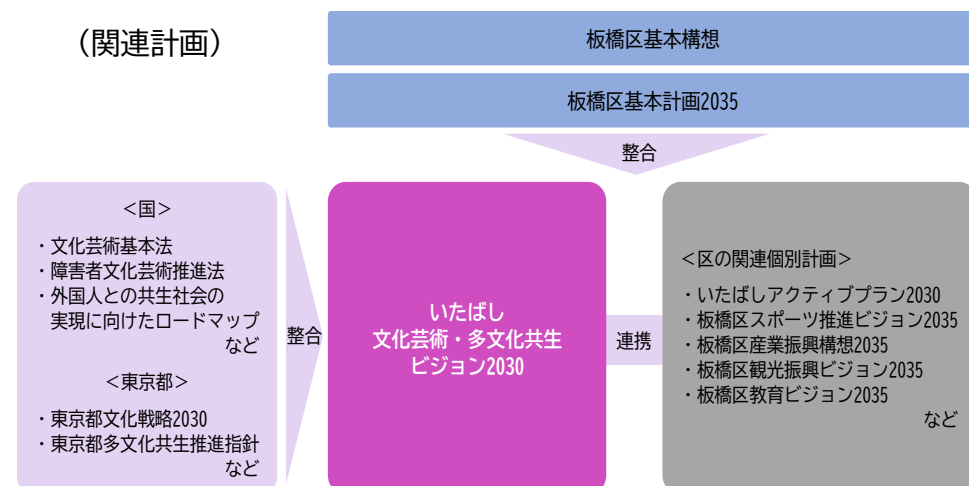 (関連計画)
板橋区基本構想
板橋区基本計画2035
整合
<国>
・文化芸術基本法
・障害者文化芸術推進法
・外国人との共生社会の
実現に向けたロードマップ
など
<東京都>
・東京都文化戦略2030
・東京都多文化共生推進指針
など
整合
いたばし
文化芸術・多文化共生
ビジョン2030
連携
<区の関連個別計画>
・いたばしアクティブプラン2030
・板橋区スポーツ推進ビジョン2035
・板橋区産業振興構想2035
・板橋区観光振興ビジョン2035
・板橋区教育ビジョン2035
など